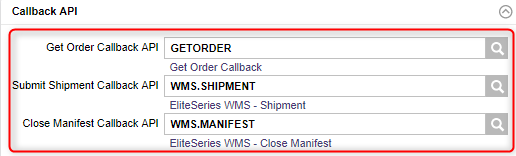 Callback API
Get Order Callback API GETORDER
Get Order Callback
Submit Shipment Callback API WMS.SHIPMENT
EliteSeries WMS - Shipment
Close Manifest Callback API WMS.MANIFEST
EliteSeries WMS - Close Manifest